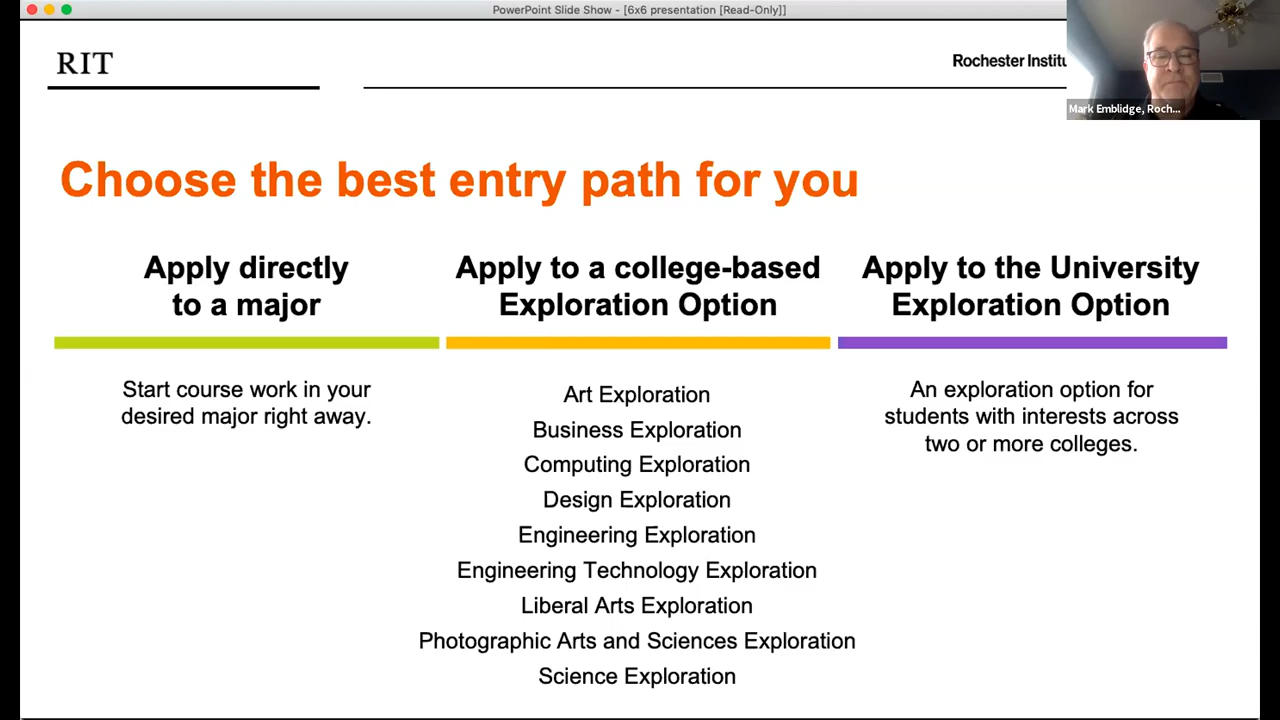 PowerPoint Slide Show - [6x6 presentation [Read-Only]]
RIT
Rochester Institu
Mark Emblidge, Roch...
Choose the best entry path for you
Apply directly
to a major
Start course work in your
desired major right away.
Apply to a college-based
Exploration Option
Art Exploration
Business Exploration
Computing Exploration
Design Exploration
Engineering Exploration
Engineering Technology Exploration
Liberal Arts Exploration
Photographic Arts and Sciences Exploration
Science Exploration
Apply to the University
Exploration Option
An exploration option for
students with interests across
two or more colleges.